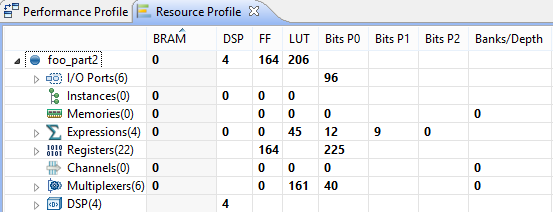 Performance Profile Resource Profile
BRAM DSP FF LUT Bits P0 Bits P1 Bits P2 Banks/Depth
foo_part2 0 4 164 206
I/O Ports(6) 96
Instances(0) 0 0 0 0
Memories(0) 0 0 0 0 0
Expressions(4) 0 0 0 45 12 9 0
Registers(22) 164 225
Channels(0) 0 0 0 0 0
Multiplexers(6) 0 0 161 40 0
DSP(4) 4